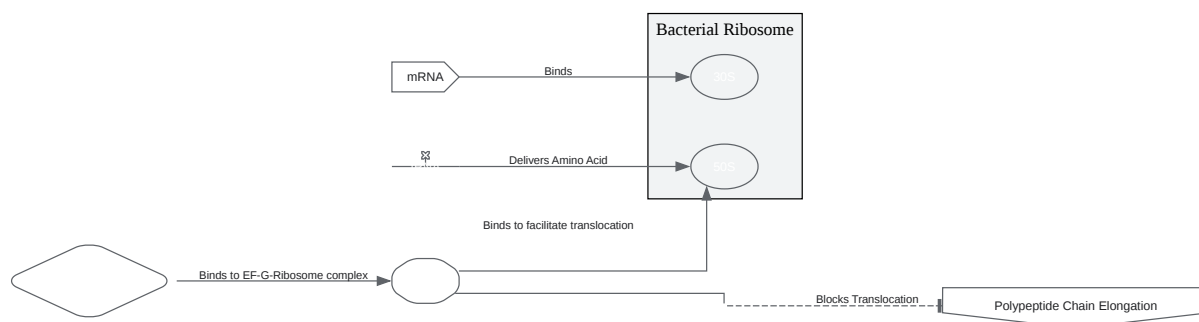 Bacterial Ribosome
mRNA
Binds
30S
Delivers Amino Acid
50S
Binds to facilitate translocation
Binds to EF-G-Ribosome complex
Blocks Translocation
Polypeptide Chain Elongation